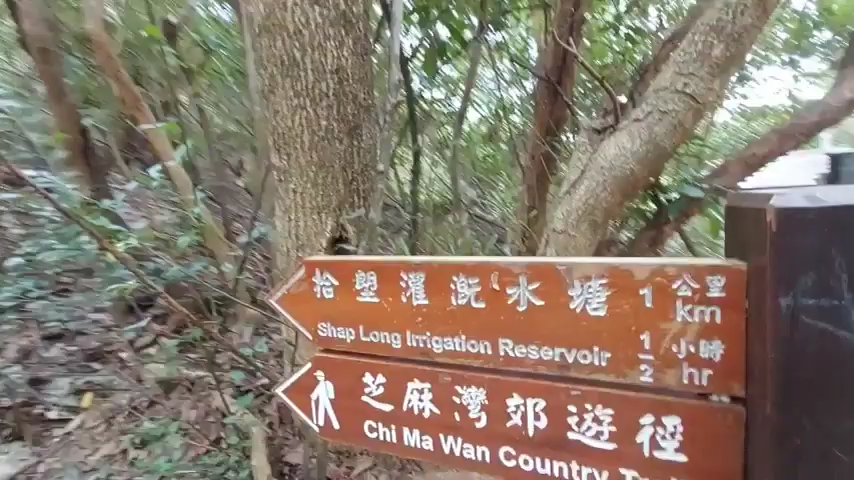 拾塱灌溉水塘 1 公里 km
Shap Long Irrigation Reservoir 1/2 小時 hr
芝麻灣郊遊徑
Chi Ma Wan Country